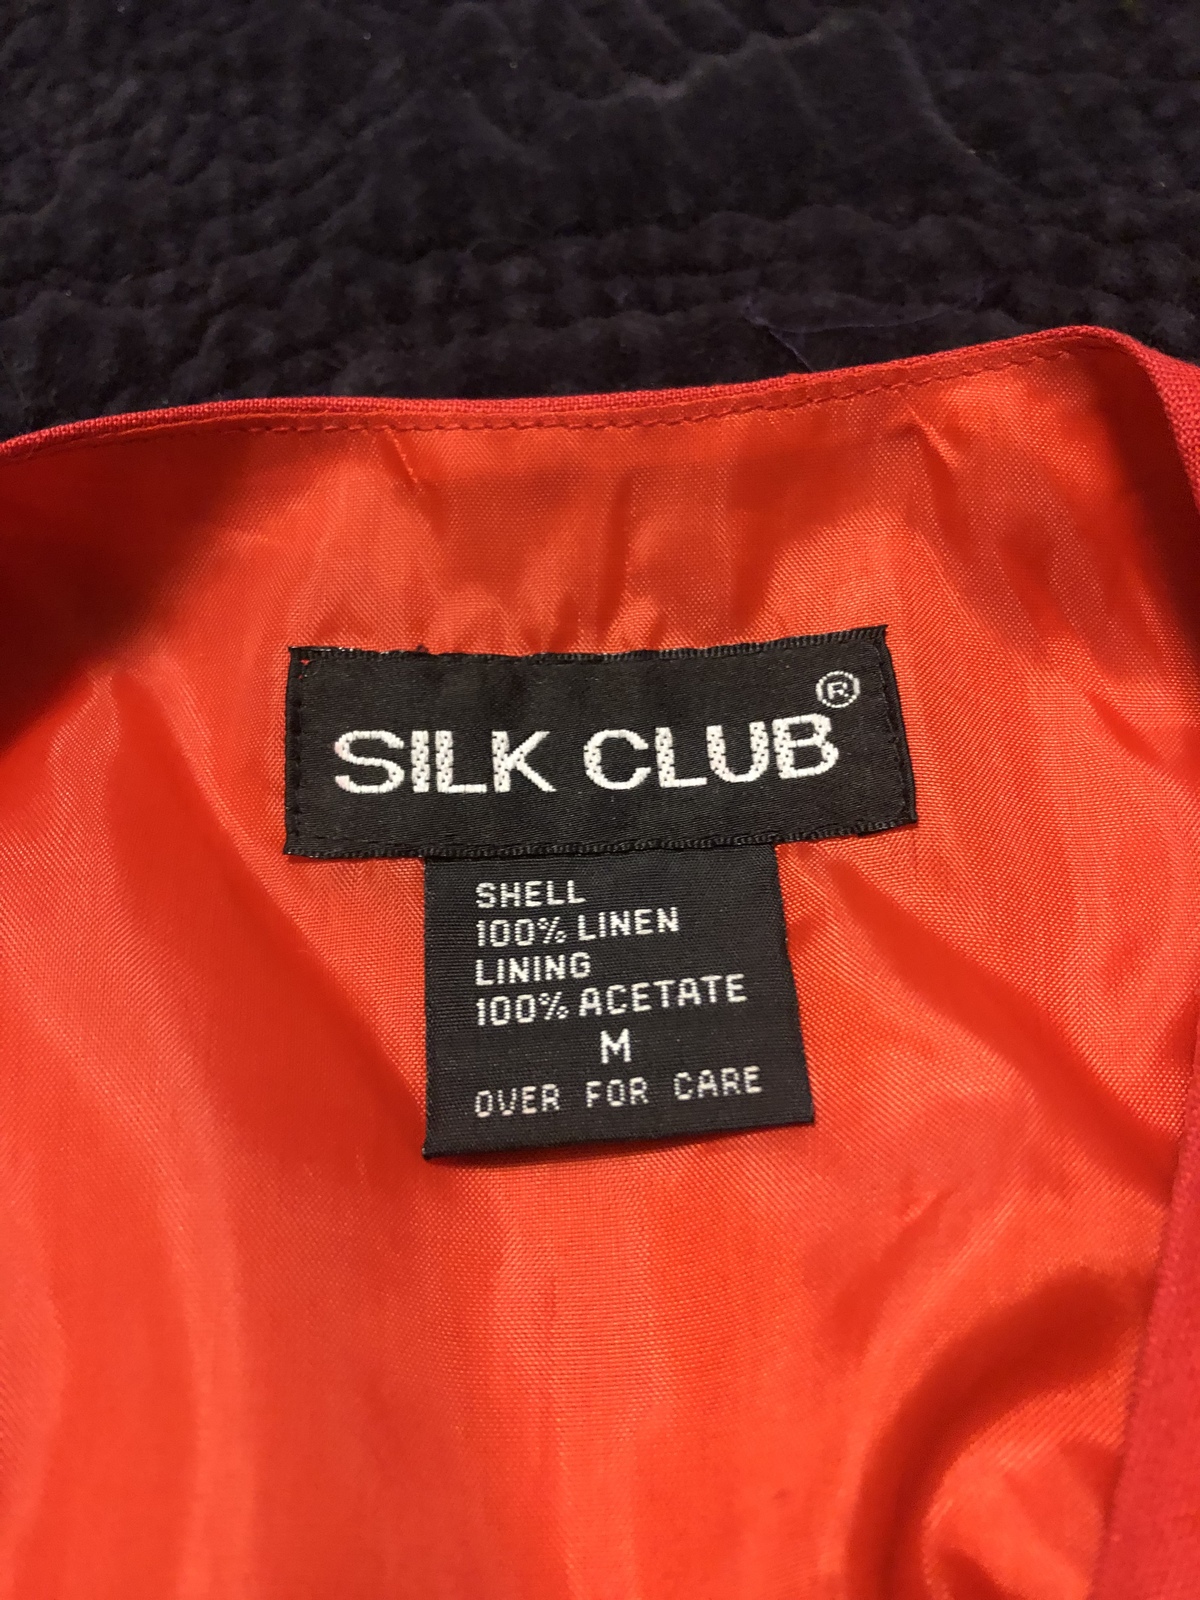 SILK CLUB®
SHELL
100% LINEN
LINING
100% ACETATE
M
OVER FOR CARE